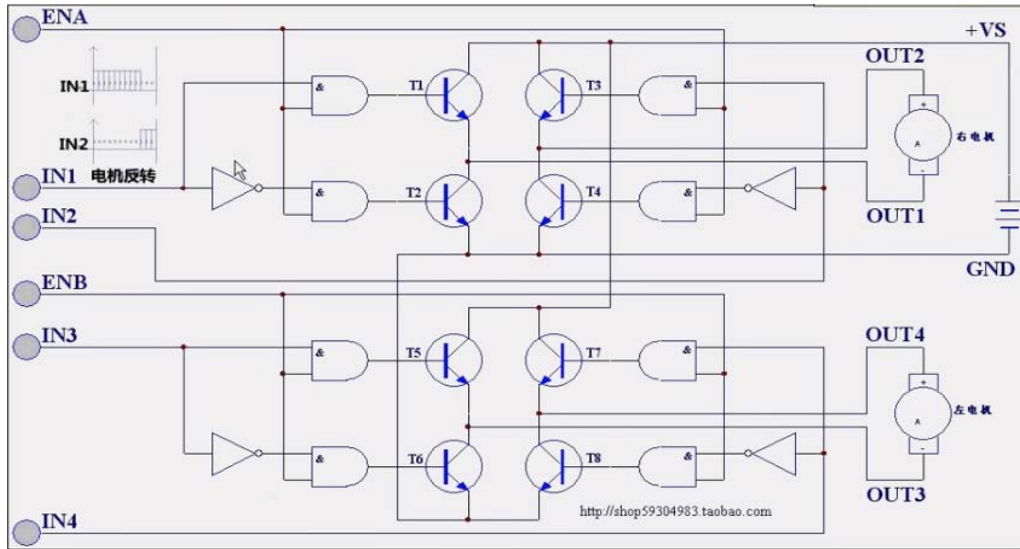 ENA
+VS
OUT2
IN1
& T1 T3 &
+
A 右电机
-
IN2
电机反转
IN1
& T2 T4 &
OUT1
IN2
GND
ENB
IN3
OUT4
& T5 T7 &
+
A 左电机
-
& T6 T8 &
OUT3
http://shop59304983.taobao.com
IN4